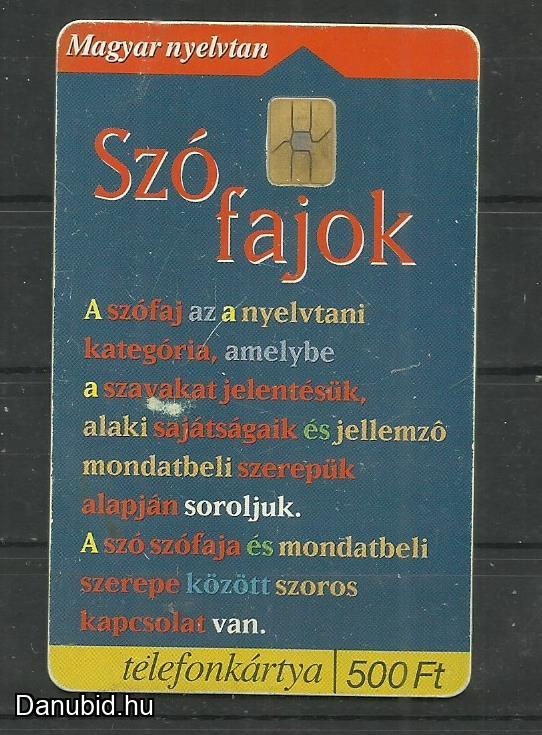 Magyar nyelvtan
Szó
fajok
A szófaj az a nyelvtani
kategória, amelybe
a szavakat jelentésük,
alaki sajátságaik és jellemzô
mondatbeli szerepük
alapján soroljuk.
A szó szófaja és mondatbeli
szerepe között szoros
kapcsolat van.
telefonkártya 500 Ft
Danubid.hu